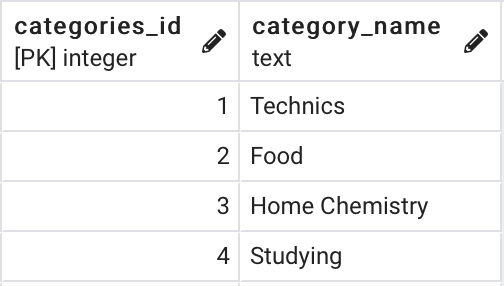 categories_id category_name
[PK] integer text
1 Technics
2 Food
3 Home Chemistry
4 Studying